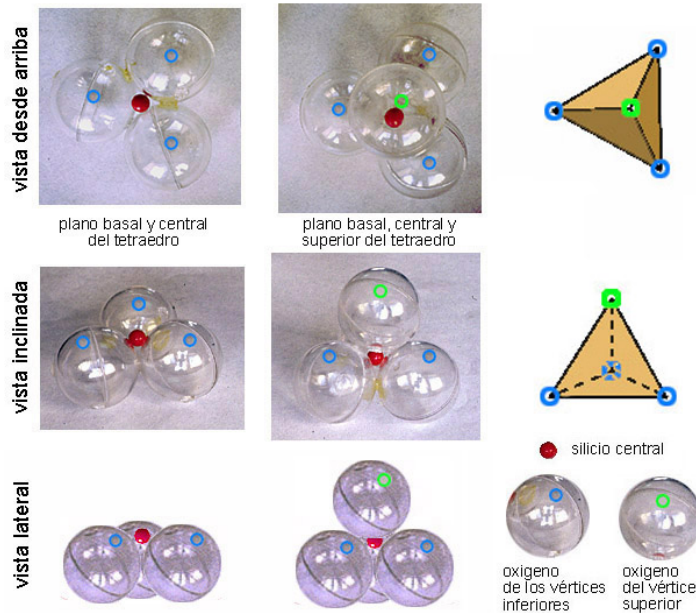 vista desde arriba
plano basal y central
del tetraedro
plano basal, central y
superior del tetraedro
vista inclinada
silicio central
vista lateral
oxigeno
de los vértices
inferiores
oxigeno
del vértice
superior